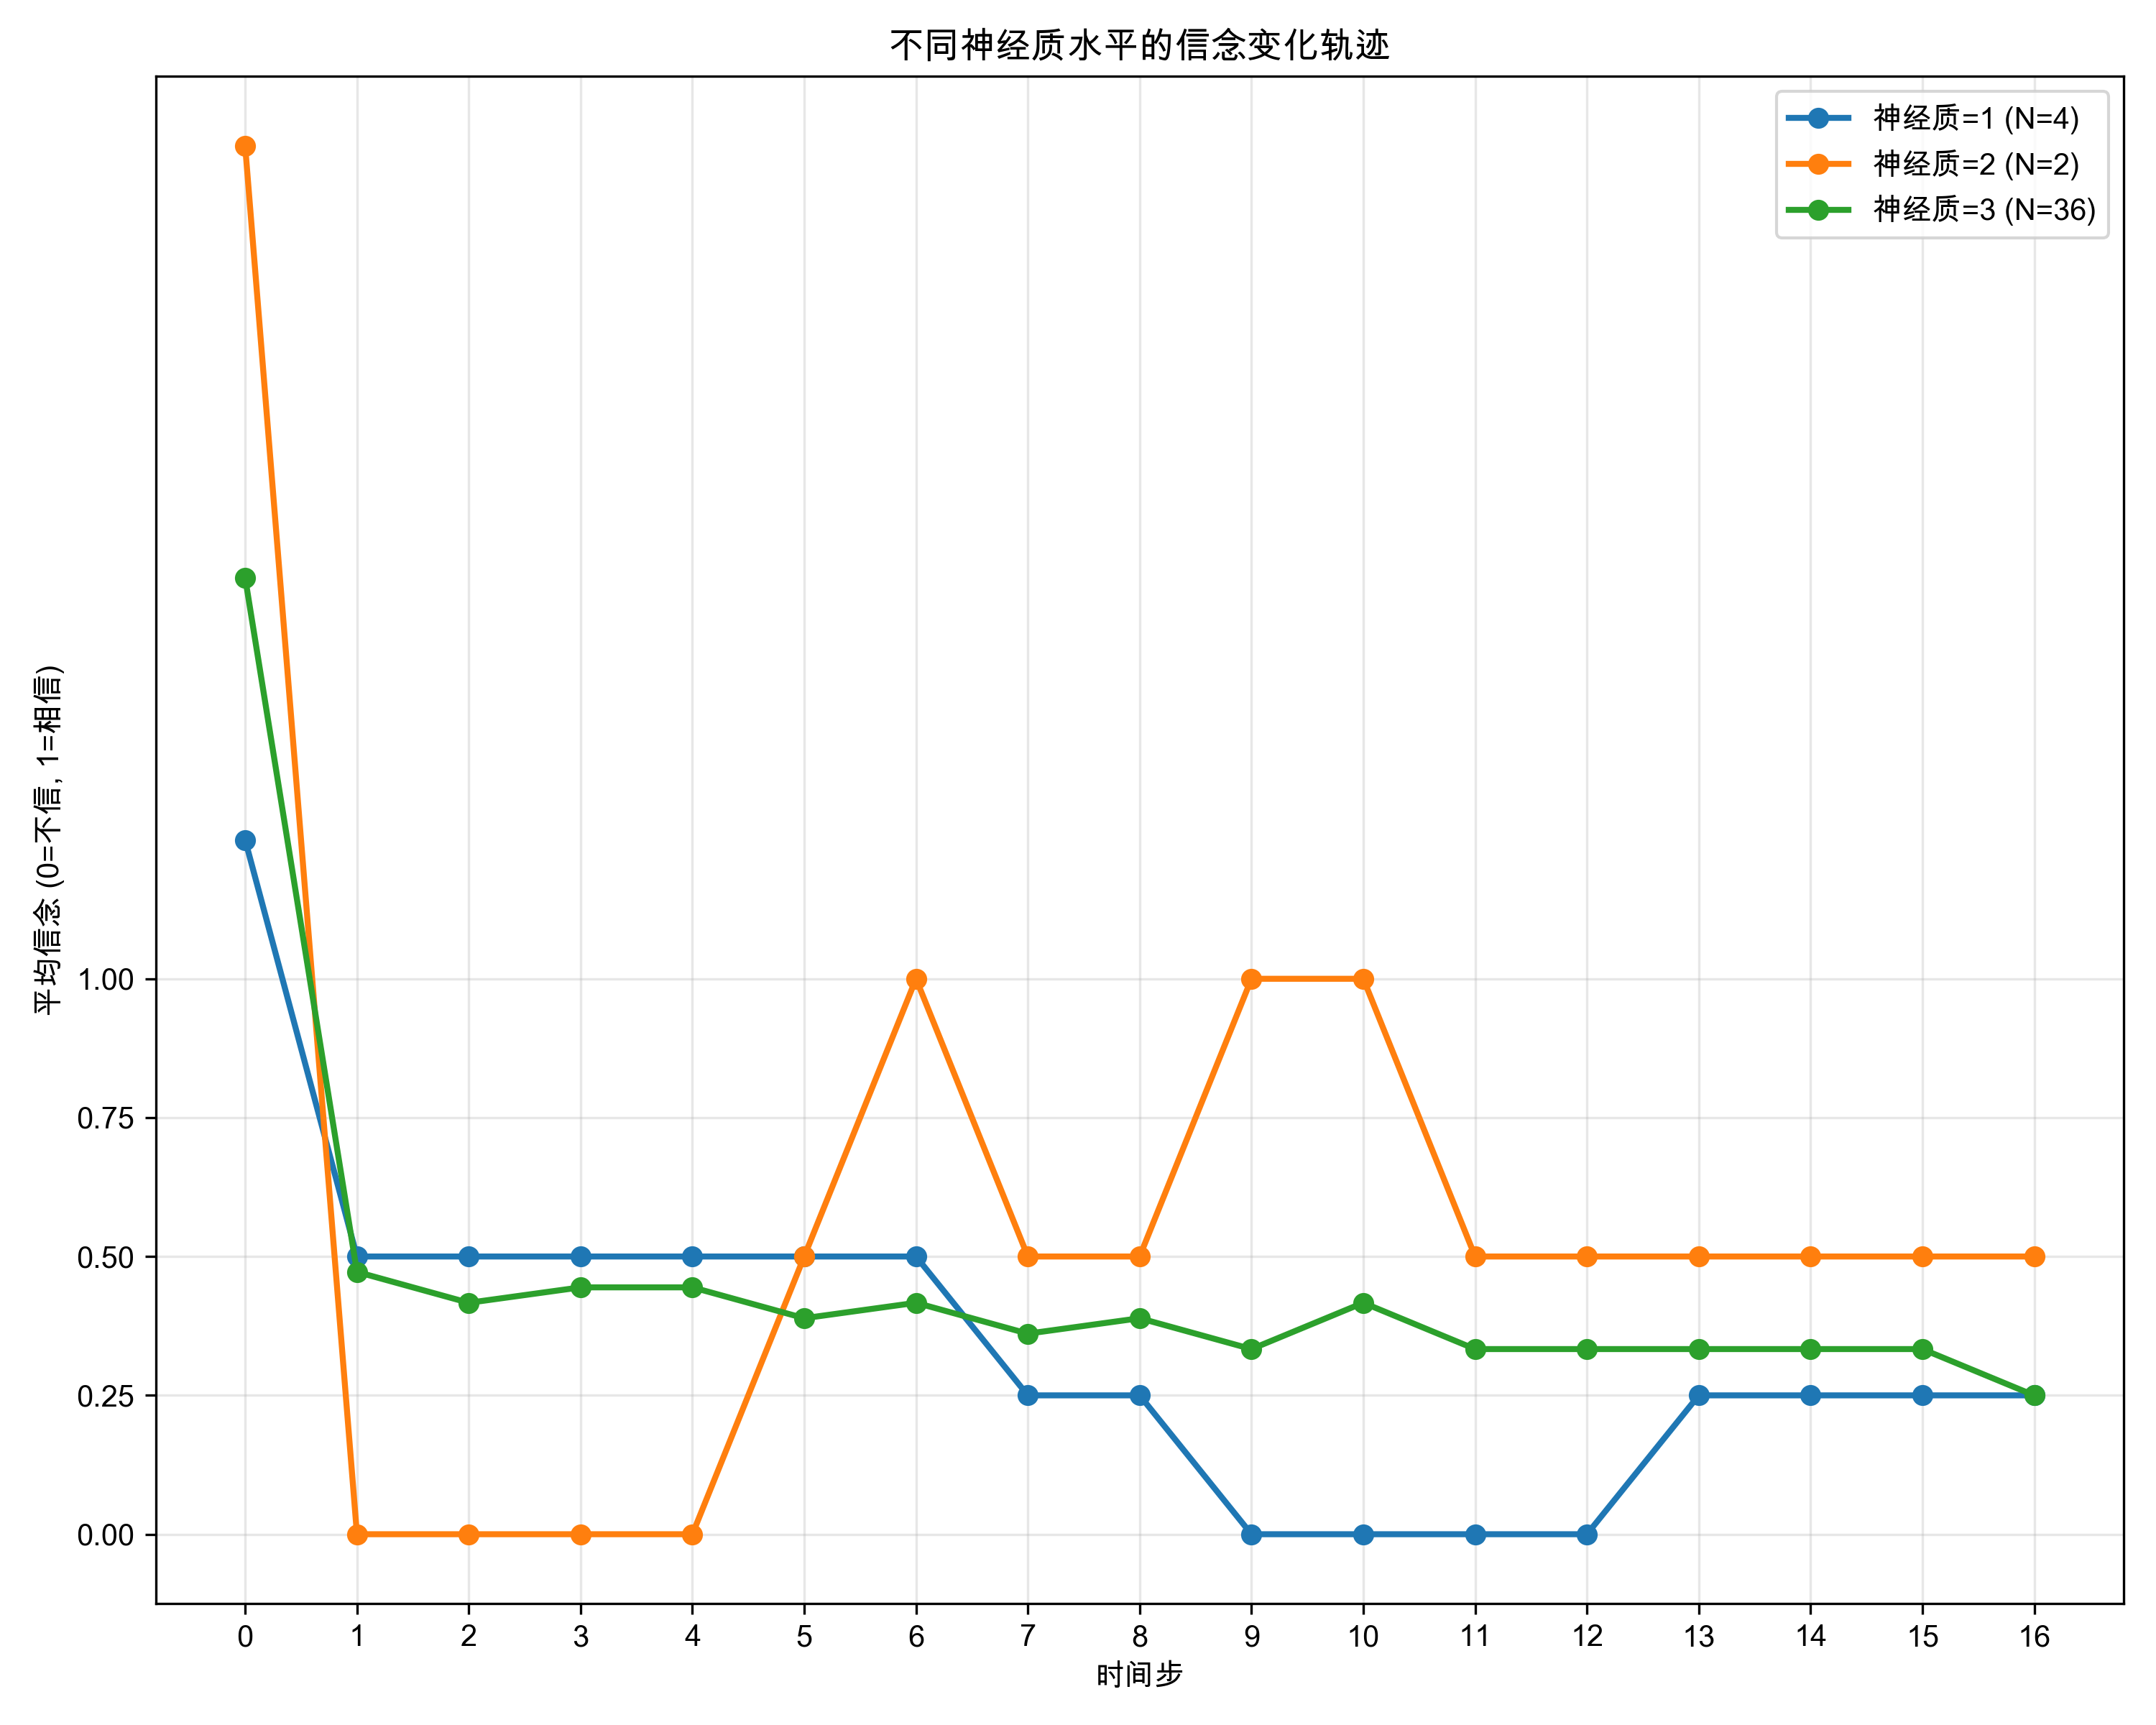 不同神经质水平的信念变化轨迹
神经质=1 (N=4)
神经质=2 (N=2)
神经质=3 (N=36)
平均信念 (0=不信, 1=相信)
1.00
0.75
0.50
0.25
0.00
0 1 2 3 4 5 6 7 8 9 10 11 12 13 14 15 16
时间步